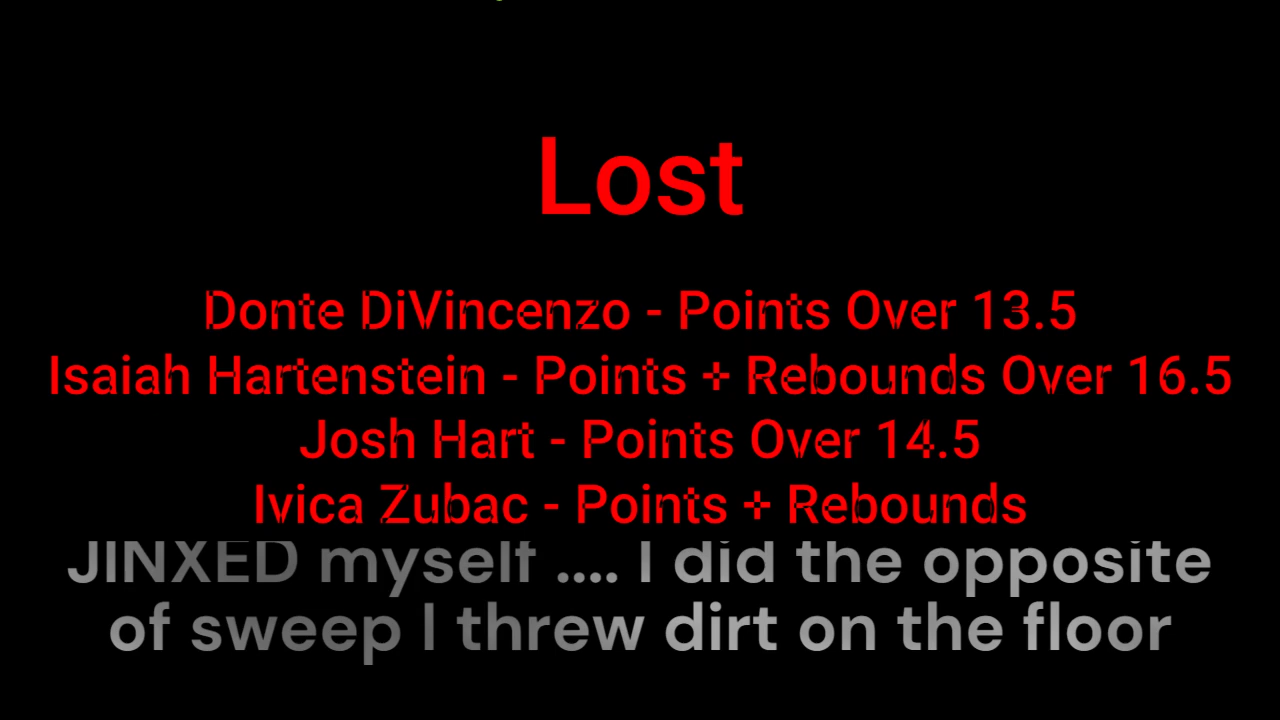 Lost
Donte DiVincenzo - Points Over 13.5
Isaiah Hartenstein - Points + Rebounds Over 16.5
Josh Hart - Points Over 14.5
Ivica Zubac - Points + Rebounds
JINXED myself .... I did the opposite
of sweep I threw dirt on the floor